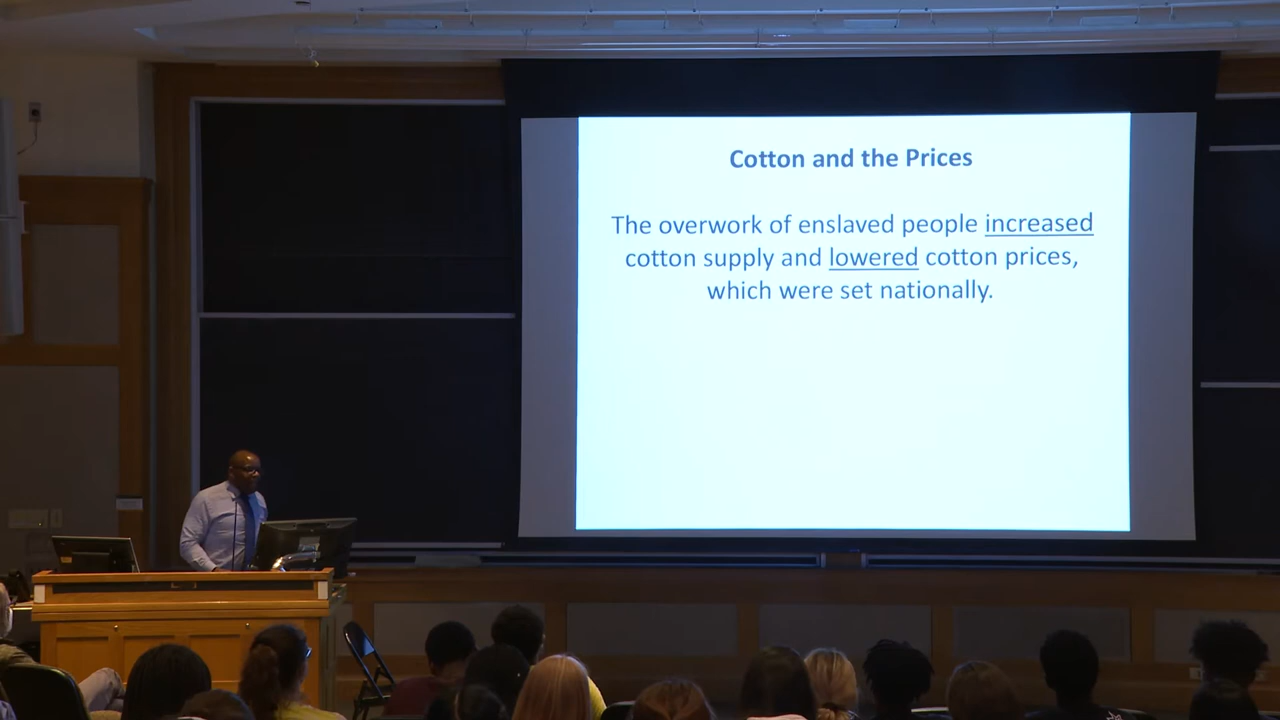 Cotton and the Prices
The overwork of enslaved people increased
cotton supply and lowered cotton prices,
which were set nationally.